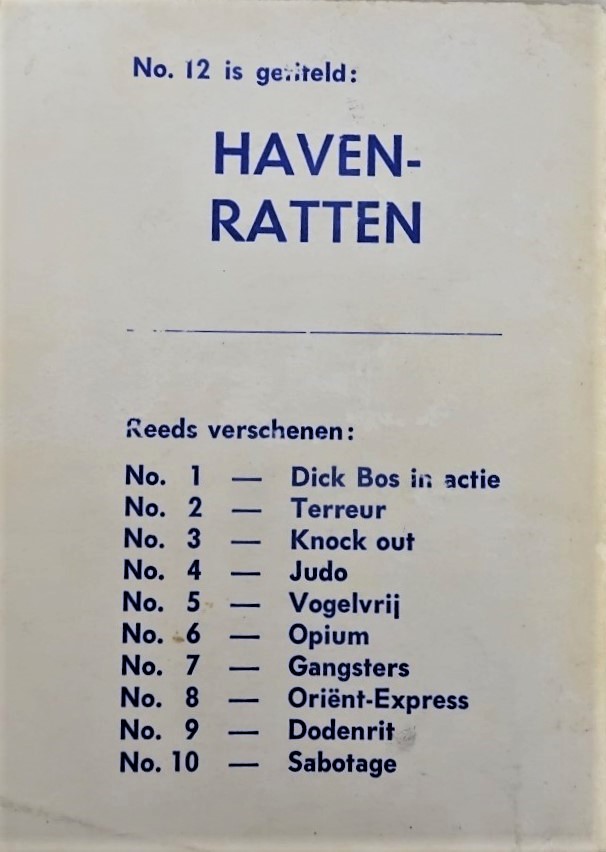 No. 12 is getiteld:
HAVEN-
RATTEN
Reeds verschenen:
No. 1 — Dick Bos in actie
No. 2 — Terreur
No. 3 — Knock out
No. 4 — Judo
No. 5 — Vogelvrij
No. 6 — Opium
No. 7 — Gangsters
No. 8 — Oriënt-Express
No. 9 — Dodenrit
No. 10 — Sabotage